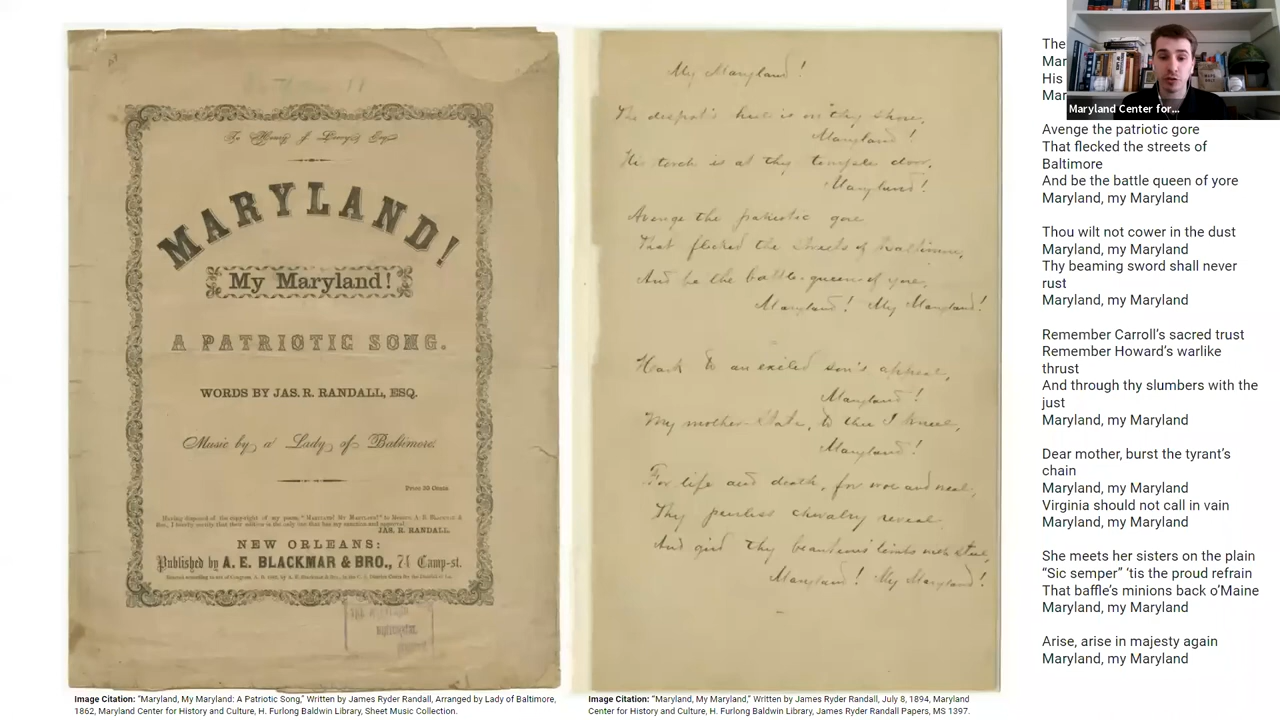 To Henry
MARYLAND!
My Maryland!
A PATRIOTIC SONG.
WORDS BY JAS. R. RANDALL, ESQ.
Music by a Lady of Baltimore.
Price 35 Cents
JAS. R. RANDALL.
NEW ORLEANS:
Published by A. E. BLACKMAR & BRO., 74 Camp-st.
Image Citation: “Maryland, My Maryland: A Patriotic Song,” Written by James Ryder Randall, Arranged by Lady of Baltimore,
1862, Maryland Center for History and Culture, H. Furlong Baldwin Library, Sheet Music Collection.
My Maryland!
The despot's heel is on thy shore,
Maryland!
His torch is at thy temple door,
Maryland!
Avenge the patriotic gore
That flecked the streets of Baltimore,
And be the battle-queen of yore,
Maryland! My Maryland!
Hark to an exiled son's appeal,
Maryland!
My mother-State, to thee I kneel,
Maryland!
For life and death, for woe and weal,
Thy peerless chivalry reveal,
And gird thy beauteous limbs with steel,
Maryland! My Maryland!
Image Citation: “Maryland, My Maryland,” Written by James Ryder Randall, July 8, 1894, Maryland
Center for History and Culture, H. Furlong Baldwin Library, James Ryder Randall Papers, MS 1397.
Maryland Center for...
The
Mar
His
Mar
Avenge the patriotic gore
That flecked the streets of
Baltimore
And be the battle queen of yore
Maryland, my Maryland
Thou wilt not cower in the dust
Maryland, my Maryland
Thy beaming sword shall never
rust
Maryland, my Maryland
Remember Carroll’s sacred trust
Remember Howard’s warlike
thrust
And through thy slumbers with the
just
Maryland, my Maryland
Dear mother, burst the tyrant’s
chain
Maryland, my Maryland
Virginia should not call in vain
Maryland, my Maryland
She meets her sisters on the plain
“Sic semper” ‘tis the proud refrain
That baffle’s minions back o’Maine
Maryland, my Maryland
Arise, arise in majesty again
Maryland, my Maryland